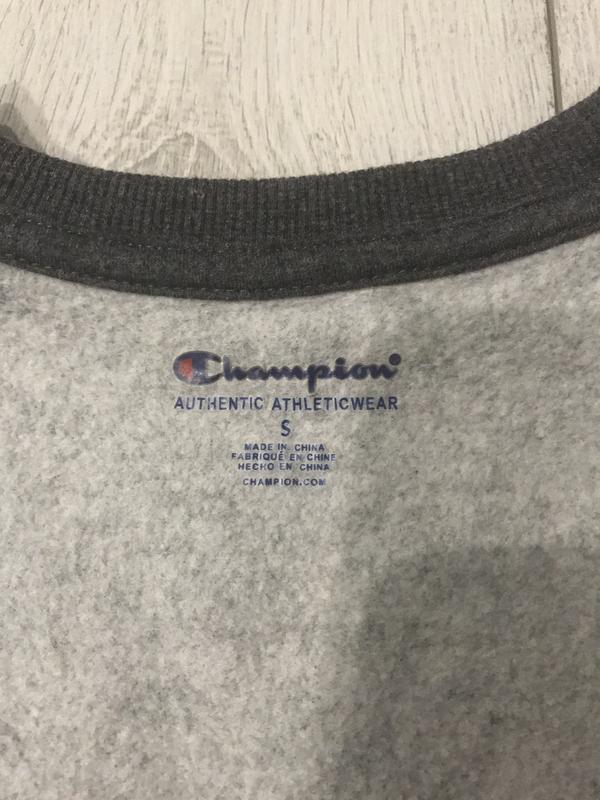 Champion®
AUTHENTIC ATHLETICWEAR
S
MADE IN CHINA
FABRIQUÉ EN CHINE
HECHO EN CHINA
CHAMPION.COM